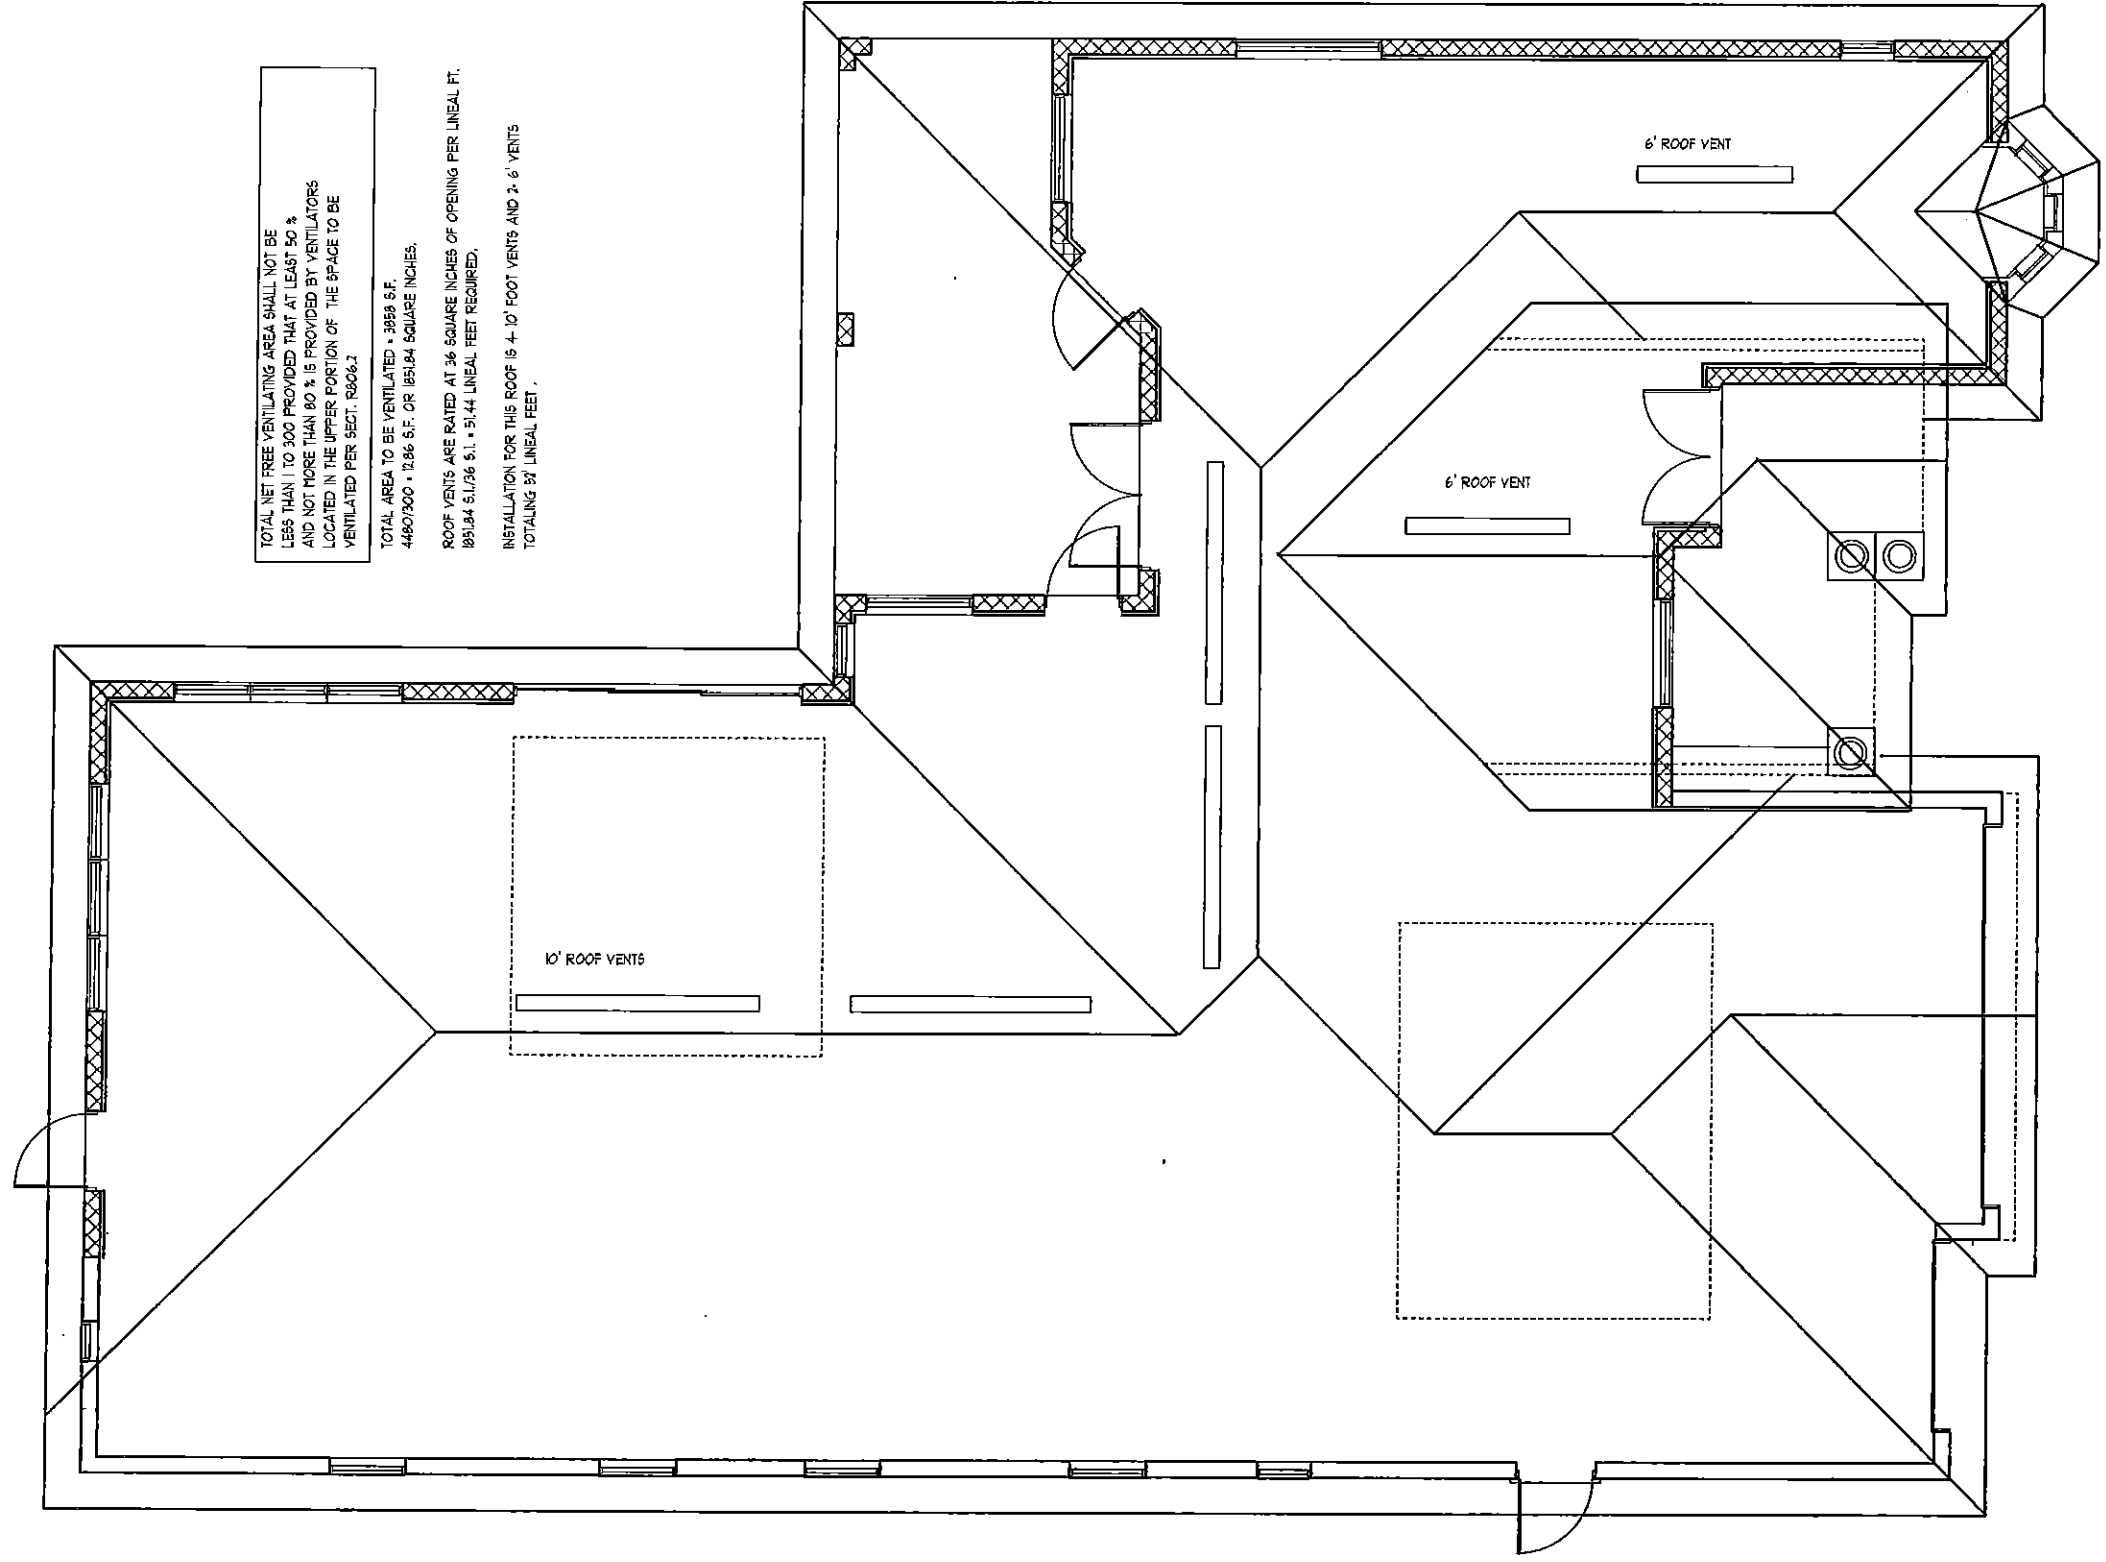 TOTAL NET FREE VENTILATING AREA SHALL NOT BE
LESS THAN 1 TO 300 PROVIDED THAT AT LEAST 50 %
AND NOT MORE THAN 80 % IS PROVIDED BY VENTILATORS
LOCATED IN THE UPPER PORTION OF THE SPACE TO BE
VENTILATED PER SECT. R806.2
TOTAL AREA TO BE VENTILATED = 3858 S.F.
4480/300 = 12.86 S.F. OR 1851.84 SQUARE INCHES.
ROOF VENTS ARE RATED AT 36 SQUARE INCHES OF OPENING PER LINEAL FT.
1851.84 S.I./36 S.I. = 51.44 LINEAL FEET REQUIRED.
INSTALLATION FOR THIS ROOF IS 4- 10' FOOT VENTS AND 2- 6' VENTS
TOTALING 52' LINEAL FEET.
6' ROOF VENT
6' ROOF VENT
10' ROOF VENTS